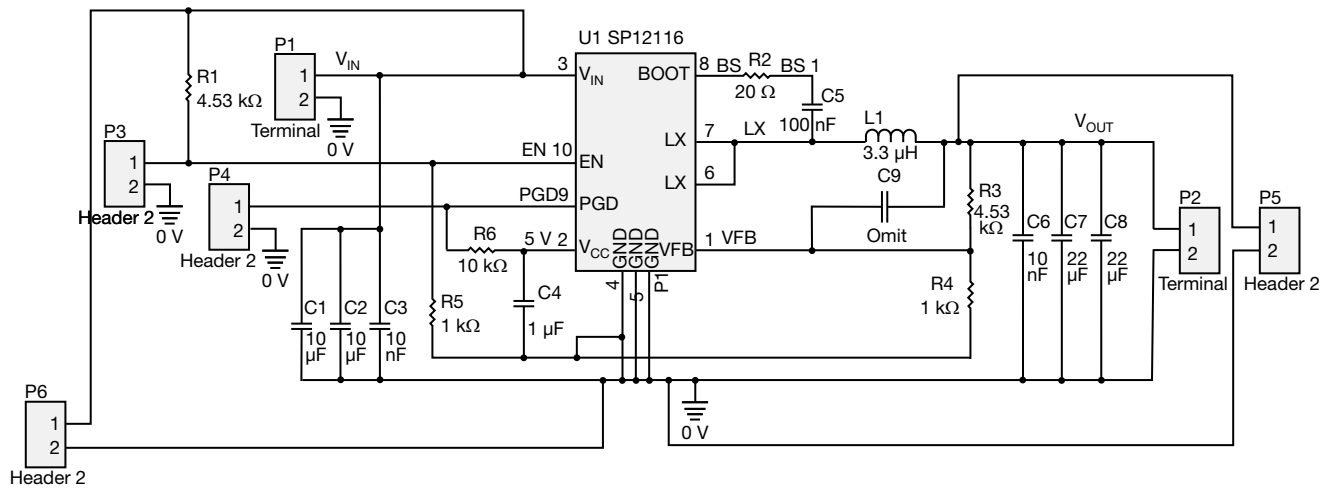 U1 SP12116
P1
1
2
Terminal
V_IN
0 V
R1
4.53 kΩ
P3
1
2
Header 2
0 V
P4
1
2
Header 2
0 V
3
V_IN
EN 10
EN
PGD9
PGD
5 V 2
V_CC
R6
10 kΩ
BOOT
8
BS
R2
20 Ω
BS 1
C5
100 nF
LX
7
LX
LX
6
VFB
1
VFB
GND
GND
GND
4
5
P1
L1
3.3 µH
C9
Omit
V_OUT
R3
4.53
kΩ
R4
1 kΩ
C6
10
nF
C7
22
µF
C8
22
µF
P2
1
2
Terminal
P5
1
2
Header 2
C1
10
µF
C2
10
µF
C3
10
nF
R5
1 kΩ
C4
1 µF
P6
1
2
Header 2
0 V